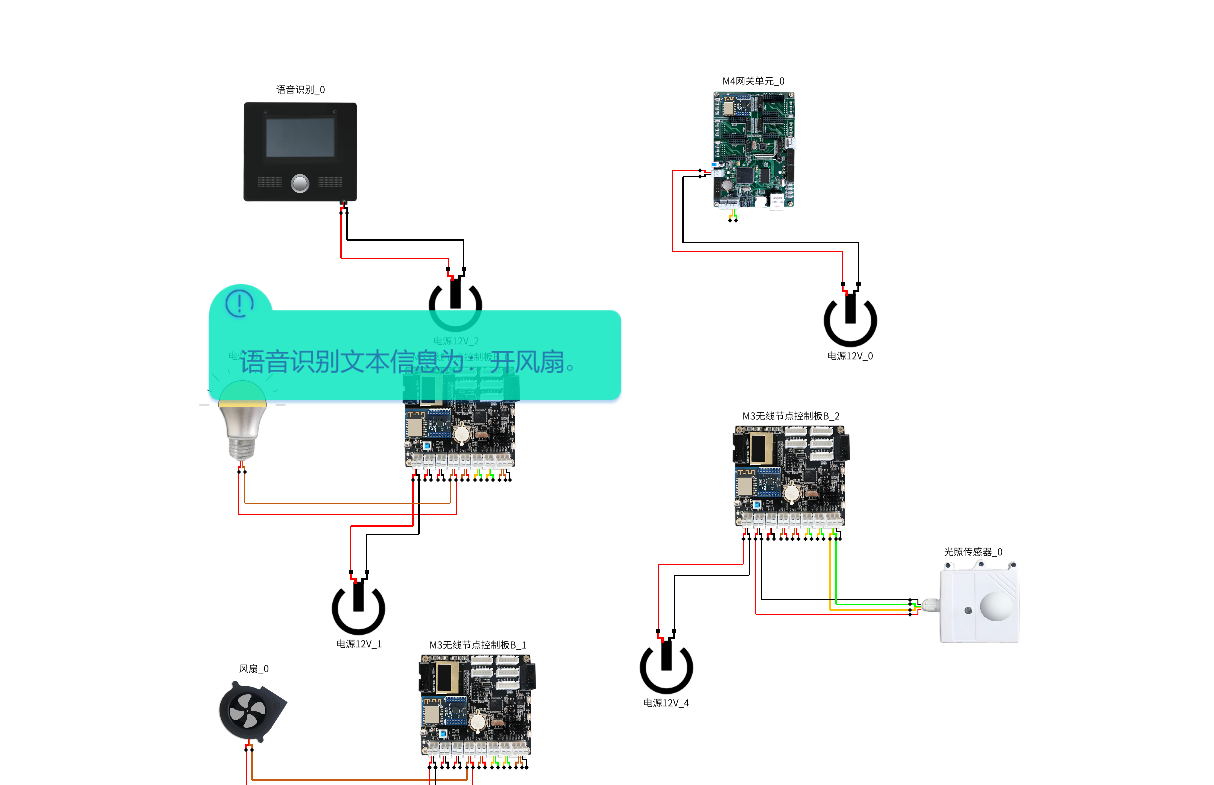 语音识别_0
M4网关单元_0
电源12V_2
语音识别文本信息为：开风扇。
电源12V_0
M3无线节点控制板B_2
光照传感器_0
电源12V_1
M3无线节点控制板B_1
风扇_0
电源12V_4